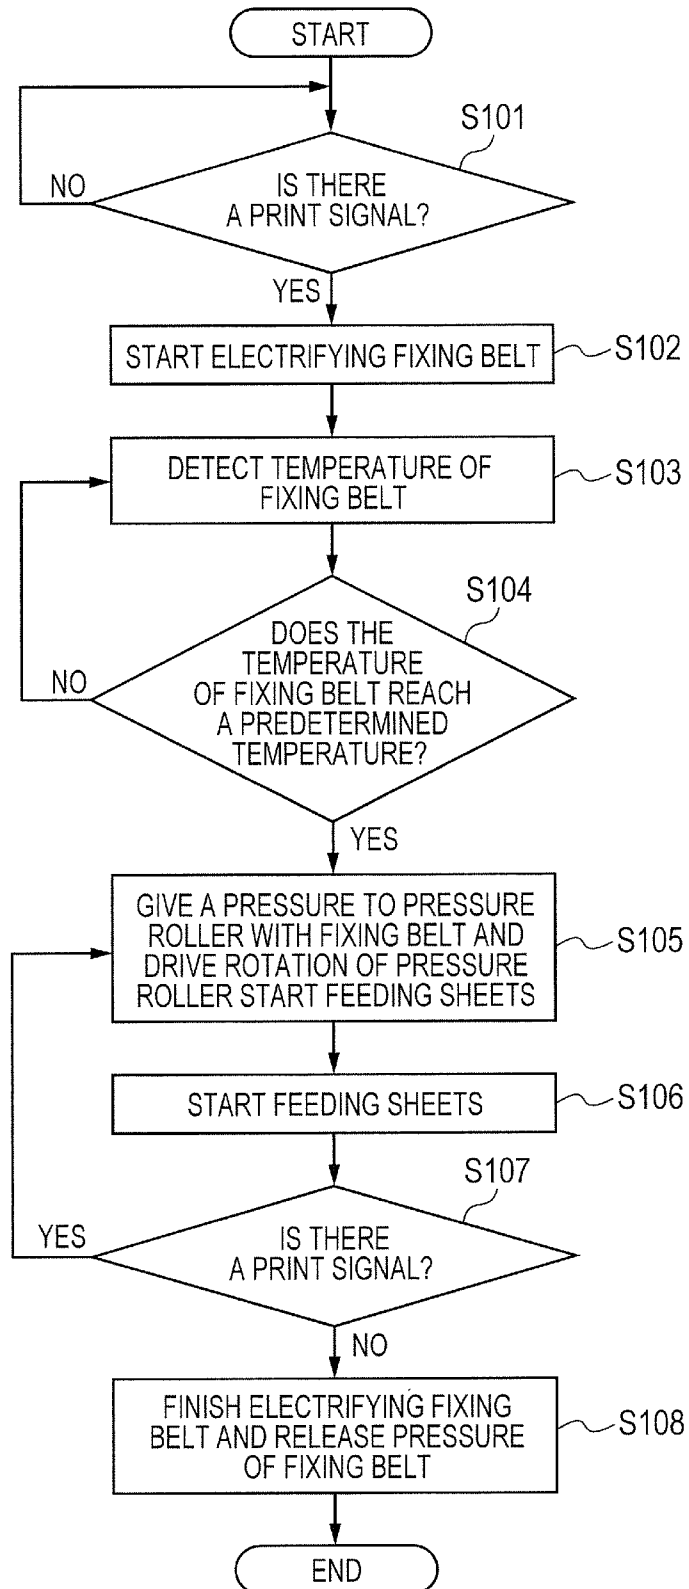 START
S101
IS THERE
A PRINT SIGNAL?
NO
YES
START ELECTRIFYING FIXING BELT
S102
DETECT TEMPERATURE OF
FIXING BELT
S103
S104
DOES THE
TEMPERATURE
OF FIXING BELT REACH
A PREDETERMINED
TEMPERATURE?
NO
YES
GIVE A PRESSURE TO PRESSURE
ROLLER WITH FIXING BELT AND
DRIVE ROTATION OF PRESSURE
ROLLER START FEEDING SHEETS
S105
START FEEDING SHEETS
S106
S107
YES
IS THERE
A PRINT SIGNAL?
NO
FINISH ELECTRIFYING FIXING
BELT AND RELEASE PRESSURE
OF FIXING BELT
S108
END